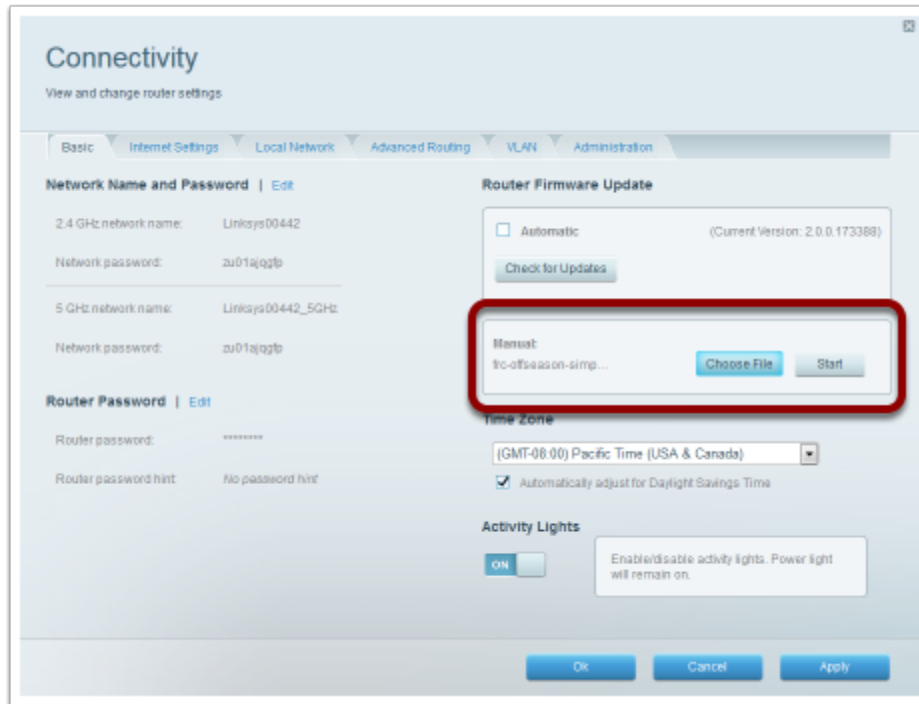 Connectivity
View and change router settings
Basic Internet Settings Local Network Advanced Routing VLAN Administration
Network Name and Password | Edit
2.4 GHz network name: Linksys00442
Network password:
5 GHz network name: Linksys00442_5GHz
Network password:
Router Password | Edit
Router password: ********
Router password hint: No password hint
Router Firmware Update
Automatic (Current Version: 2.0.0.173388)
Check for Updates
Manual:
frc-offseason-simp...
Choose File Start
Time Zone
(GMT-08:00) Pacific Time (USA & Canada)
Automatically adjust for Daylight Savings Time
Activity Lights
ON
Enable/disable activity lights. Power light
will remain on.
Ok Cancel Apply